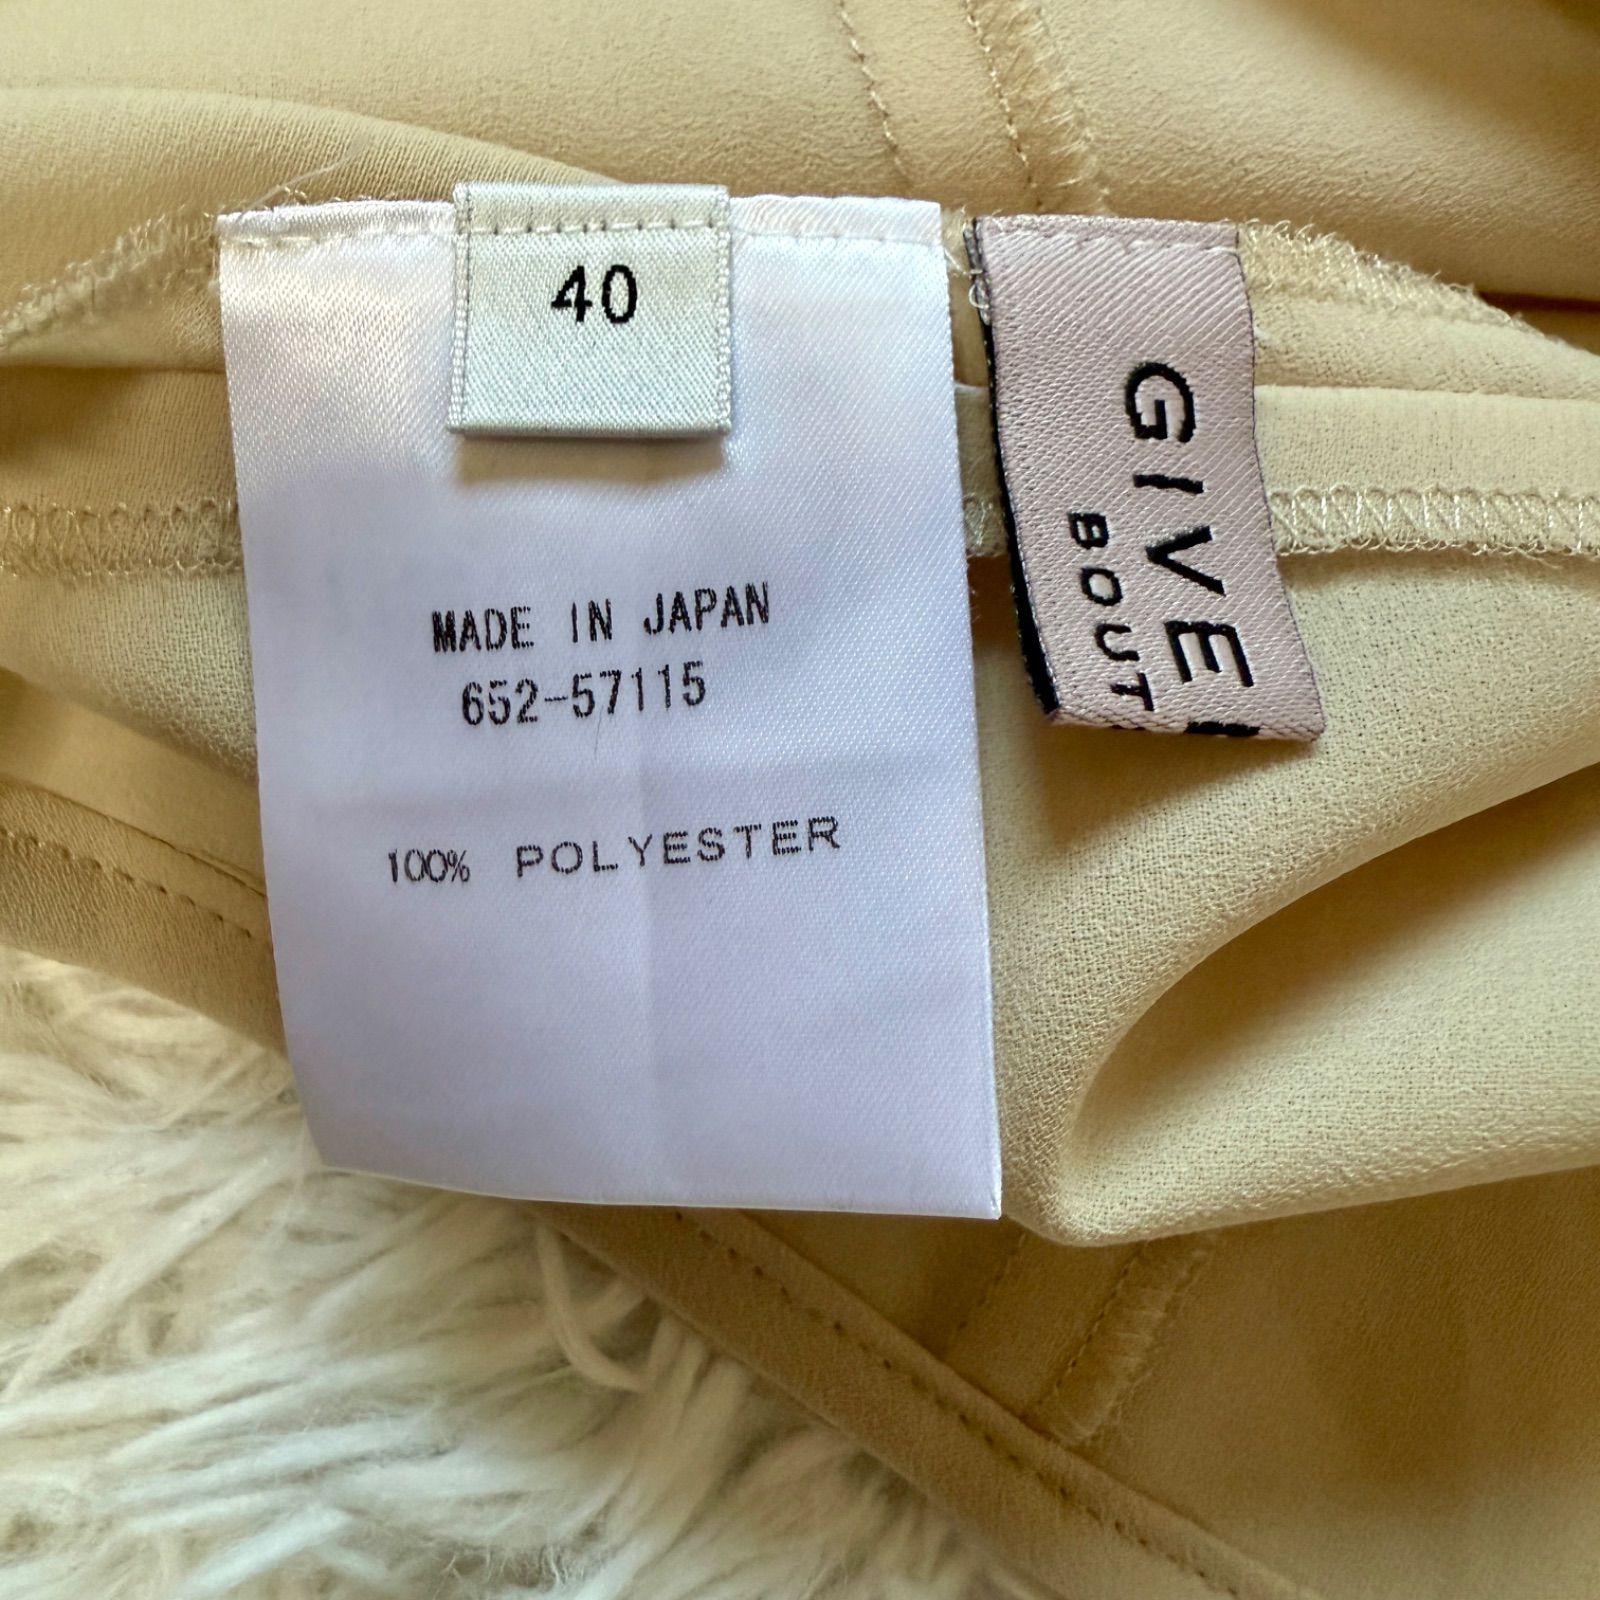 40
MADE IN JAPAN
652-57115
100% POLYESTER
GIVE
BOUT